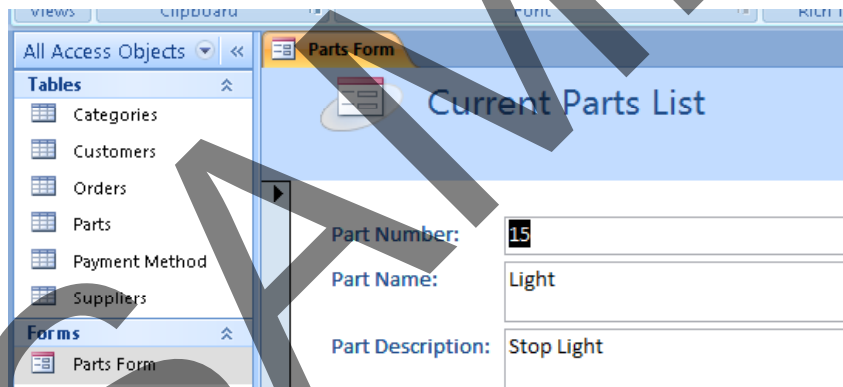 Views Clipboard Font Rich T
All Access Objects
Parts Form
Tables
Current Parts List
Categories
Customers
Orders
Parts
Part Number: 15
Payment Method
Part Name: Light
Suppliers
Forms
Part Description: Stop Light
Parts Form